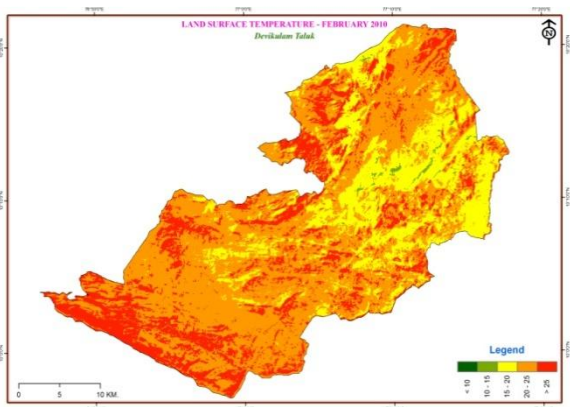 LAND SURFACE TEMPERATURE - FEBRUARY 2010
Devikulam Taluk
N
Legend
< 10
10 - 15
15 - 20
20 - 25
> 25
0 5 10 KM.